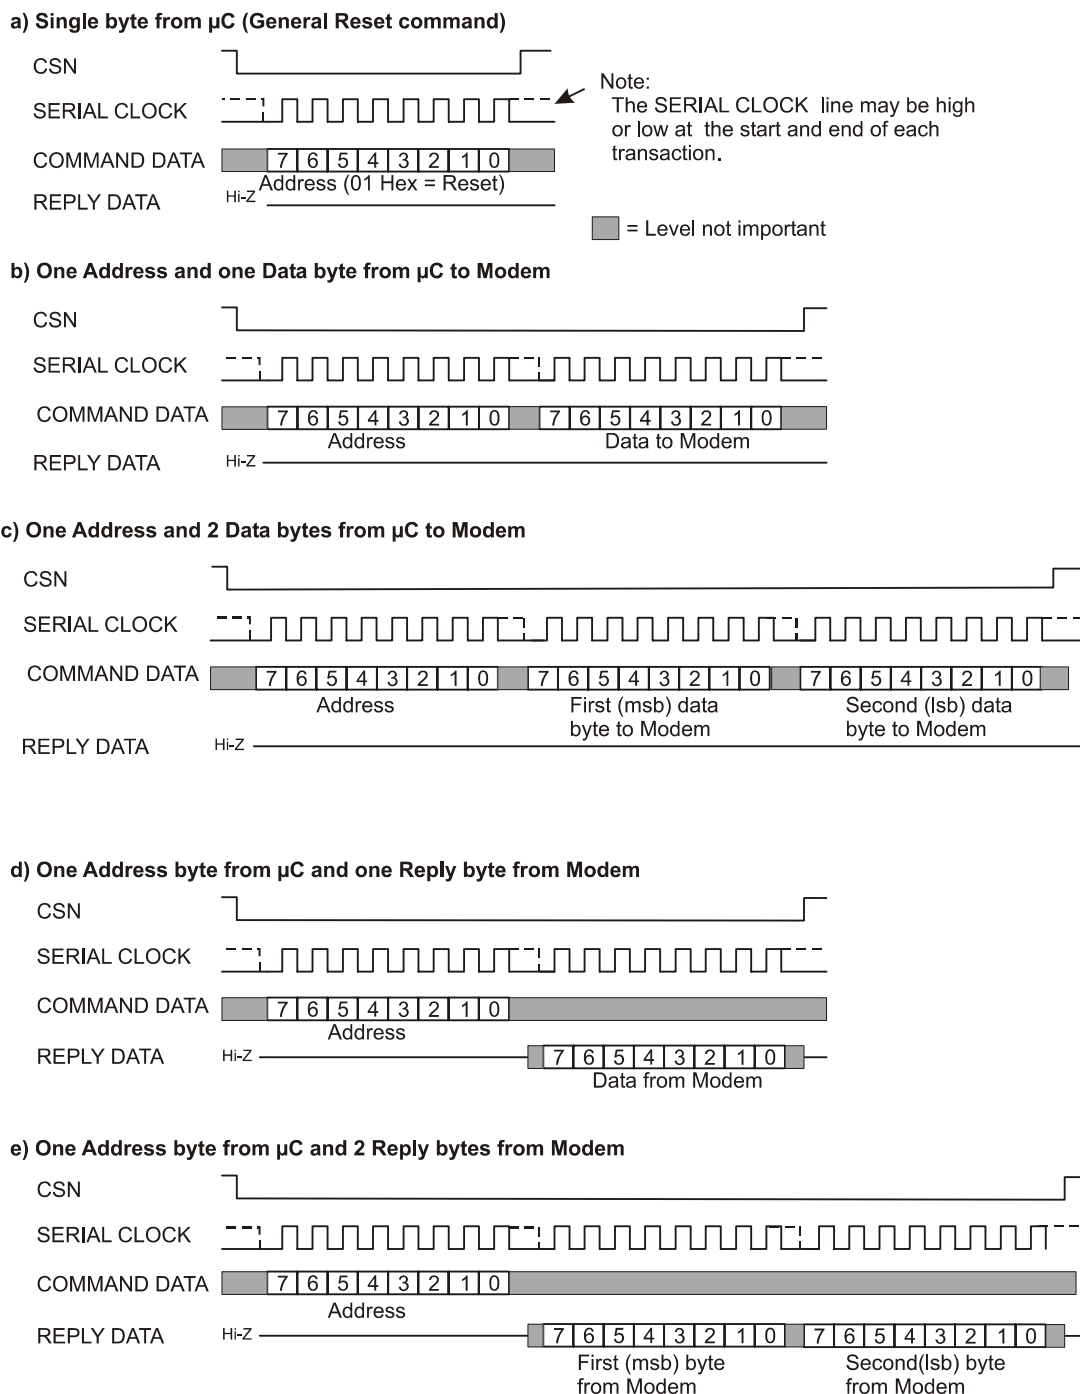 a) Single byte from µC (General Reset command)
CSN
SERIAL CLOCK
Note:
The SERIAL CLOCK line may be high
or low at the start and end of each
transaction.
COMMAND DATA 7 6 5 4 3 2 1 0
Address (01 Hex = Reset)
REPLY DATA Hi-Z
= Level not important
b) One Address and one Data byte from µC to Modem
CSN
SERIAL CLOCK
COMMAND DATA 7 6 5 4 3 2 1 0 7 6 5 4 3 2 1 0
Address Data to Modem
REPLY DATA Hi-Z
c) One Address and 2 Data bytes from µC to Modem
CSN
SERIAL CLOCK
COMMAND DATA 7 6 5 4 3 2 1 0 7 6 5 4 3 2 1 0 7 6 5 4 3 2 1 0
Address First (msb) data Second (lsb) data
byte to Modem byte to Modem
REPLY DATA Hi-Z
d) One Address byte from µC and one Reply byte from Modem
CSN
SERIAL CLOCK
COMMAND DATA 7 6 5 4 3 2 1 0
Address
REPLY DATA Hi-Z 7 6 5 4 3 2 1 0
Data from Modem
e) One Address byte from µC and 2 Reply bytes from Modem
CSN
SERIAL CLOCK
COMMAND DATA 7 6 5 4 3 2 1 0
Address
REPLY DATA Hi-Z 7 6 5 4 3 2 1 0 7 6 5 4 3 2 1 0
First (msb) byte Second(lsb) byte
from Modem from Modem